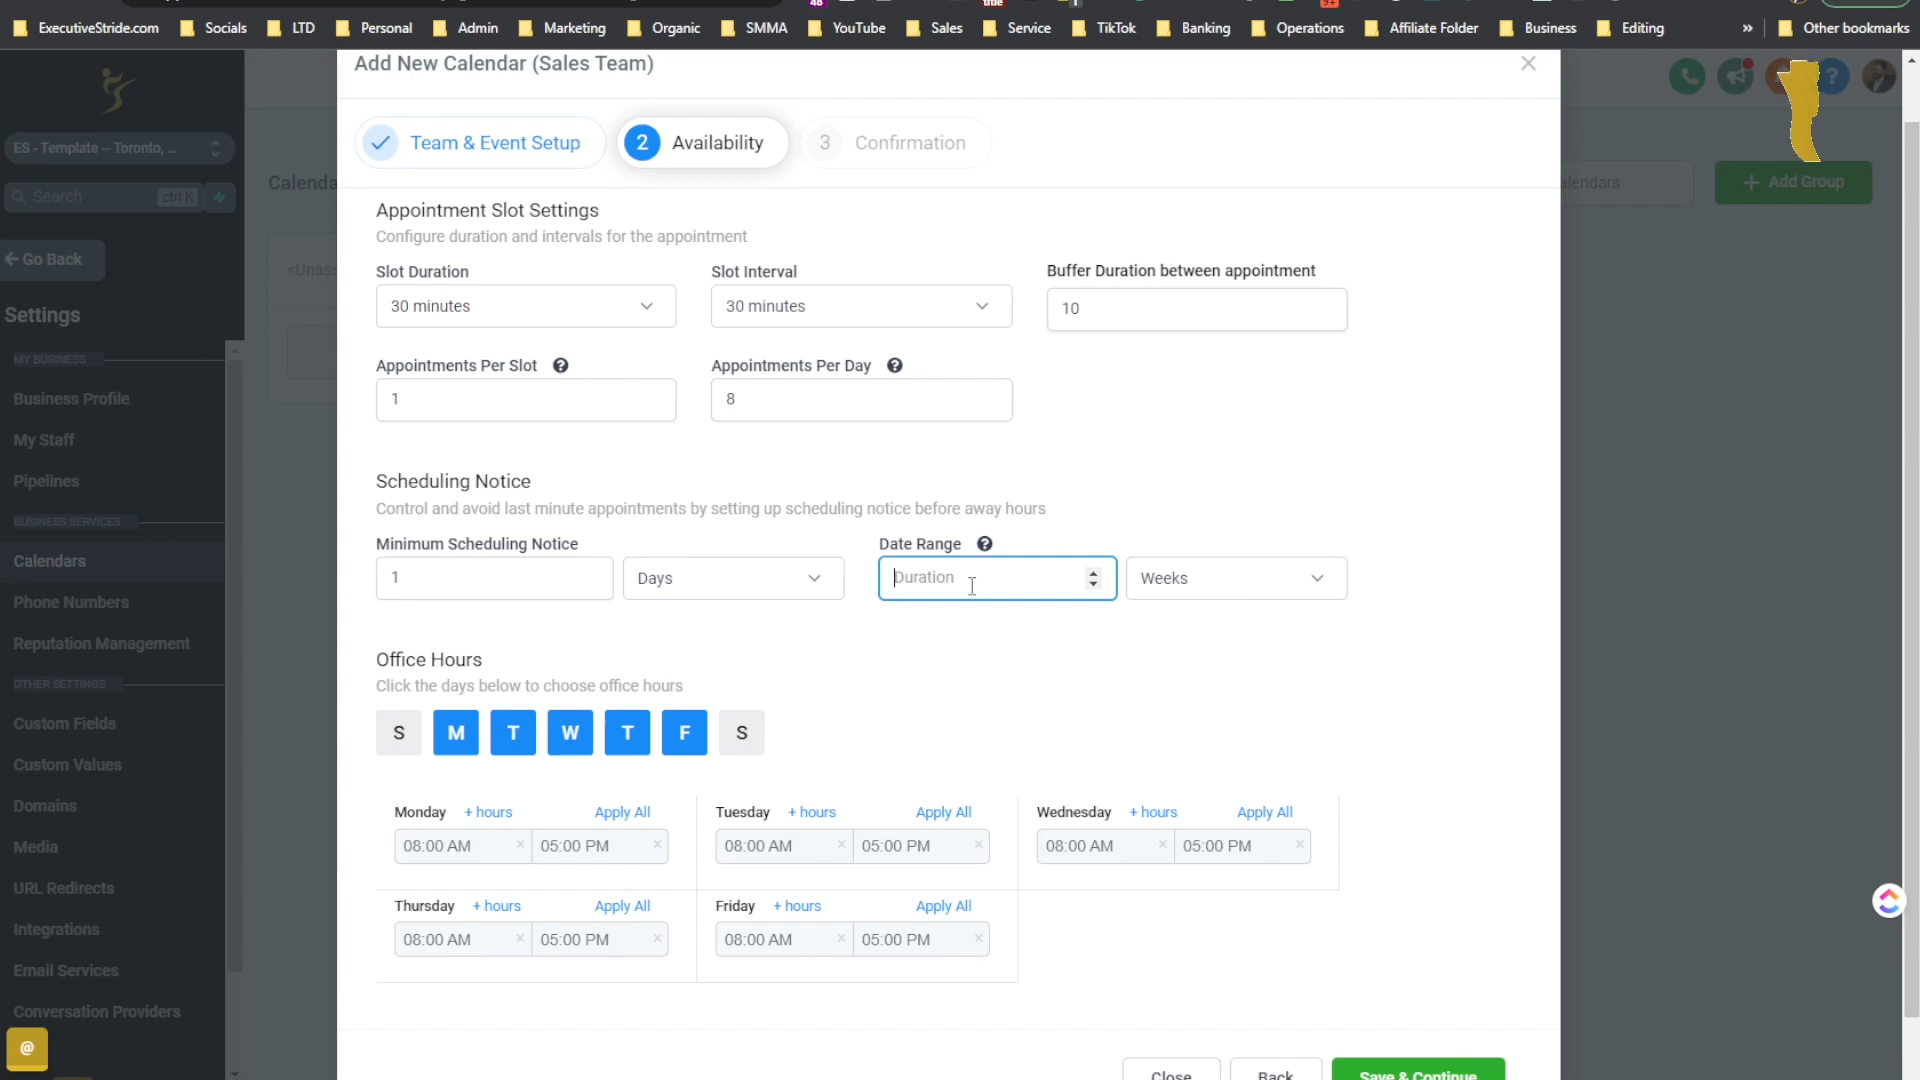 48
9+
ExecutiveStride.com Socials LTD Personal Admin Marketing Organic SMMA YouTube Sales Service TikTok Banking Operations Affiliate Folder Business Editing » Other bookmarks
Add New Calendar (Sales Team)
Team & Event Setup 2 Availability 3 Confirmation
?
ES - Template -- Toronto, ...
Search ctrl K
Go Back
Settings
MY BUSINESS
Business Profile
My Staff
Pipelines
BUSINESS SERVICES
Calendars
Phone Numbers
Reputation Management
OTHER SETTINGS
Custom Fields
Custom Values
Domains
Media
URL Redirects
Integrations
Email Services
Conversation Providers
@
Add Group
Appointment Slot Settings
Configure duration and intervals for the appointment
Slot Duration Slot Interval Buffer Duration between appointment
30 minutes 30 minutes 10
Appointments Per Slot ? Appointments Per Day ?
1 8
Scheduling Notice
Control and avoid last minute appointments by setting up scheduling notice before away hours
Minimum Scheduling Notice Date Range ?
1 Days Duration Weeks
Office Hours
Click the days below to choose office hours
S M T W T F S
Monday + hours Apply All Tuesday + hours Apply All Wednesday + hours Apply All
08:00 AM × 05:00 PM × 08:00 AM × 05:00 PM × 08:00 AM × 05:00 PM ×
Thursday + hours Apply All Friday + hours Apply All
08:00 AM × 05:00 PM × 08:00 AM × 05:00 PM ×
Close Back Save & Continue